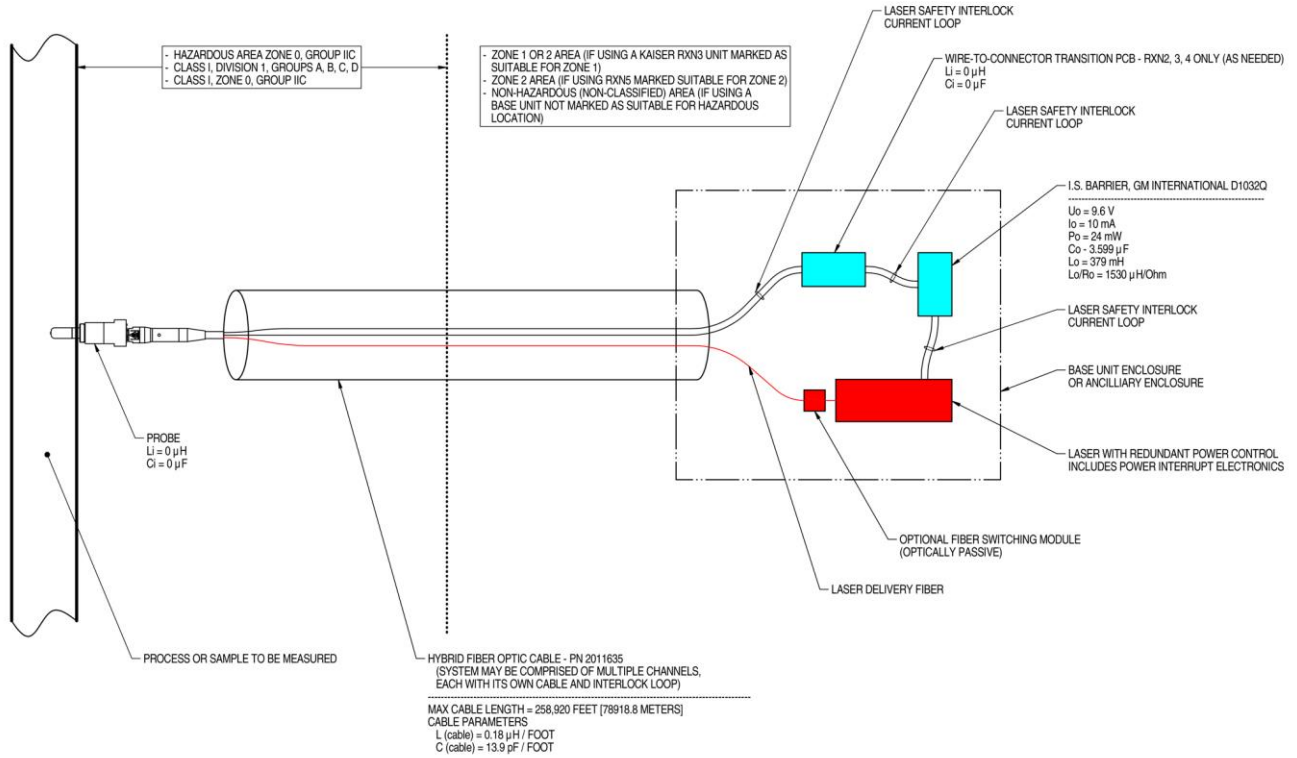 LASER SAFETY INTERLOCK
CURRENT LOOP
- HAZARDOUS AREA ZONE 0, GROUP IIC
- CLASS I, DIVISION 1, GROUPS A, B, C, D
- CLASS I, ZONE 0, GROUP IIC
- ZONE 1 OR 2 AREA (IF USING A KAISER RXN3 UNIT MARKED AS
SUITABLE FOR ZONE 1)
- ZONE 2 AREA (IF USING RXN5 MARKED SUITABLE FOR ZONE 2)
- NON-HAZARDOUS (NON-CLASSIFIED) AREA (IF USING A
BASE UNIT NOT MARKED AS SUITABLE FOR HAZARDOUS
LOCATION)
WIRE-TO-CONNECTOR TRANSITION PCB - RXN2, 3, 4 ONLY (AS NEEDED)
Li = 0 µH
Ci = 0 µF
LASER SAFETY INTERLOCK
CURRENT LOOP
I.S. BARRIER, GM INTERNATIONAL D1032Q
Uo = 9.6 V
Io = 10 mA
Po = 24 mW
Co - 3.599 µF
Lo = 379 mH
Lo/Ro = 1530 µH/Ohm
LASER SAFETY INTERLOCK
CURRENT LOOP
BASE UNIT ENCLOSURE
OR ANCILLIARY ENCLOSURE
PROBE
Li = 0 µH
Ci = 0 µF
LASER WITH REDUNDANT POWER CONTROL
INCLUDES POWER INTERRUPT ELECTRONICS
OPTIONAL FIBER SWITCHING MODULE
(OPTICALLY PASSIVE)
LASER DELIVERY FIBER
PROCESS OR SAMPLE TO BE MEASURED
HYBRID FIBER OPTIC CABLE - PN 2011635
(SYSTEM MAY BE COMPRISED OF MULTIPLE CHANNELS,
EACH WITH ITS OWN CABLE AND INTERLOCK LOOP)
MAX CABLE LENGTH = 258,920 FEET [78918.8 METERS]
CABLE PARAMETERS
L (cable) = 0.18 µH / FOOT
C (cable) = 13.9 pF / FOOT